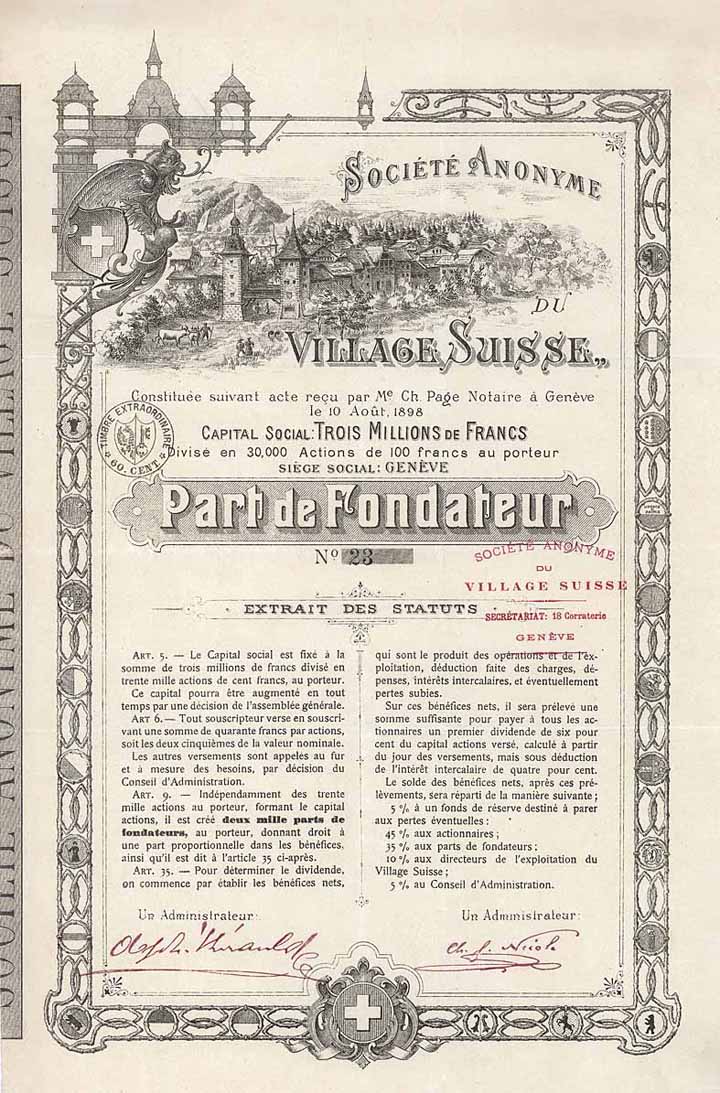 SOCIÉTÉ ANONYME
DU
"VILLAGE SUISSE„
Constituée suivant acte reçu par Me Ch. Page Notaire à Genève
le 10 Août, 1898
CAPITAL SOCIAL: TROIS MILLIONS DE FRANCS
Divisé en 30,000 Actions de 100 francs au porteur
SIÈGE SOCIAL: GENÈVE
TIMBRE EXTRAORDINAIRE
60. CENT
Part de Fondateur
No 23
SOCIÉTÉ ANONYME
DU
VILLAGE SUISSE
SECRÉTARIAT: 18 Corraterie
GENÈVE
EXTRAIT DES STATUTS
ART. 5. — Le Capital social est fixé à la
somme de trois millions de francs divisé en
trente mille actions de cent francs, au porteur.
Ce capital pourra être augmenté en tout
temps par une décision de l'assemblée générale.
ART 6. — Tout souscripteur verse en souscri-
vant une somme de quarante francs par actions,
soit les deux cinquièmes de la valeur nominale.
Les autres versements sont appelés au fur
et à mesure des besoins, par décision du
Conseil d'Administration.
ART. 9. — Indépendamment des trente
mille actions au porteur, formant le capital
actions, il est créé deux mille parts de
fondateurs, au porteur, donnant droit à
une part proportionnelle dans les bénéfices,
ainsi qu'il est dit à l'article 35 ci-après.
ART. 35. — Pour déterminer le dividende,
on commence par établir les bénéfices nets,
qui sont le produit des opérations et de l'ex-
ploitation, déduction faite des charges, dé-
penses, intérêts intercalaires, et éventuellement
pertes subies.
Sur ces bénéfices nets, il sera prélevé une
somme suffisante pour payer à tous les ac-
tionnaires un premier dividende de six pour
cent du capital actions versé, calculé à partir
du jour des versements, mais sous déduction
de l'intérêt intercalaire de quatre pour cent.
Le solde des bénéfices nets, après ces pré-
lèvements, sera réparti de la manière suivante;
5 % à un fonds de réserve destiné à parer
aux pertes éventuelles:
45 % aux actionnaires;
35 % aux parts de fondateurs;
10 % aux directeurs de l'exploitation du
Village Suisse;
5 % au Conseil d'Administration.
Un Administrateur:
Un Administrateur:
SOCIÉTÉ ANONYME DU VILLAGE SUISSE